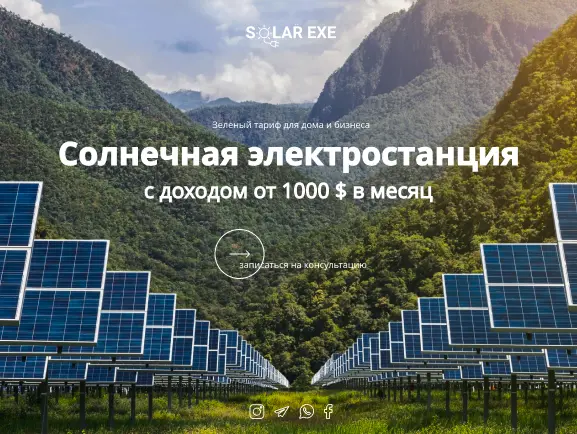 SOLAR EXE
Зеленый тариф для дома и бизнеса
Солнечная электростанция
с доходом от 1000 $ в месяц
записаться на консультацию